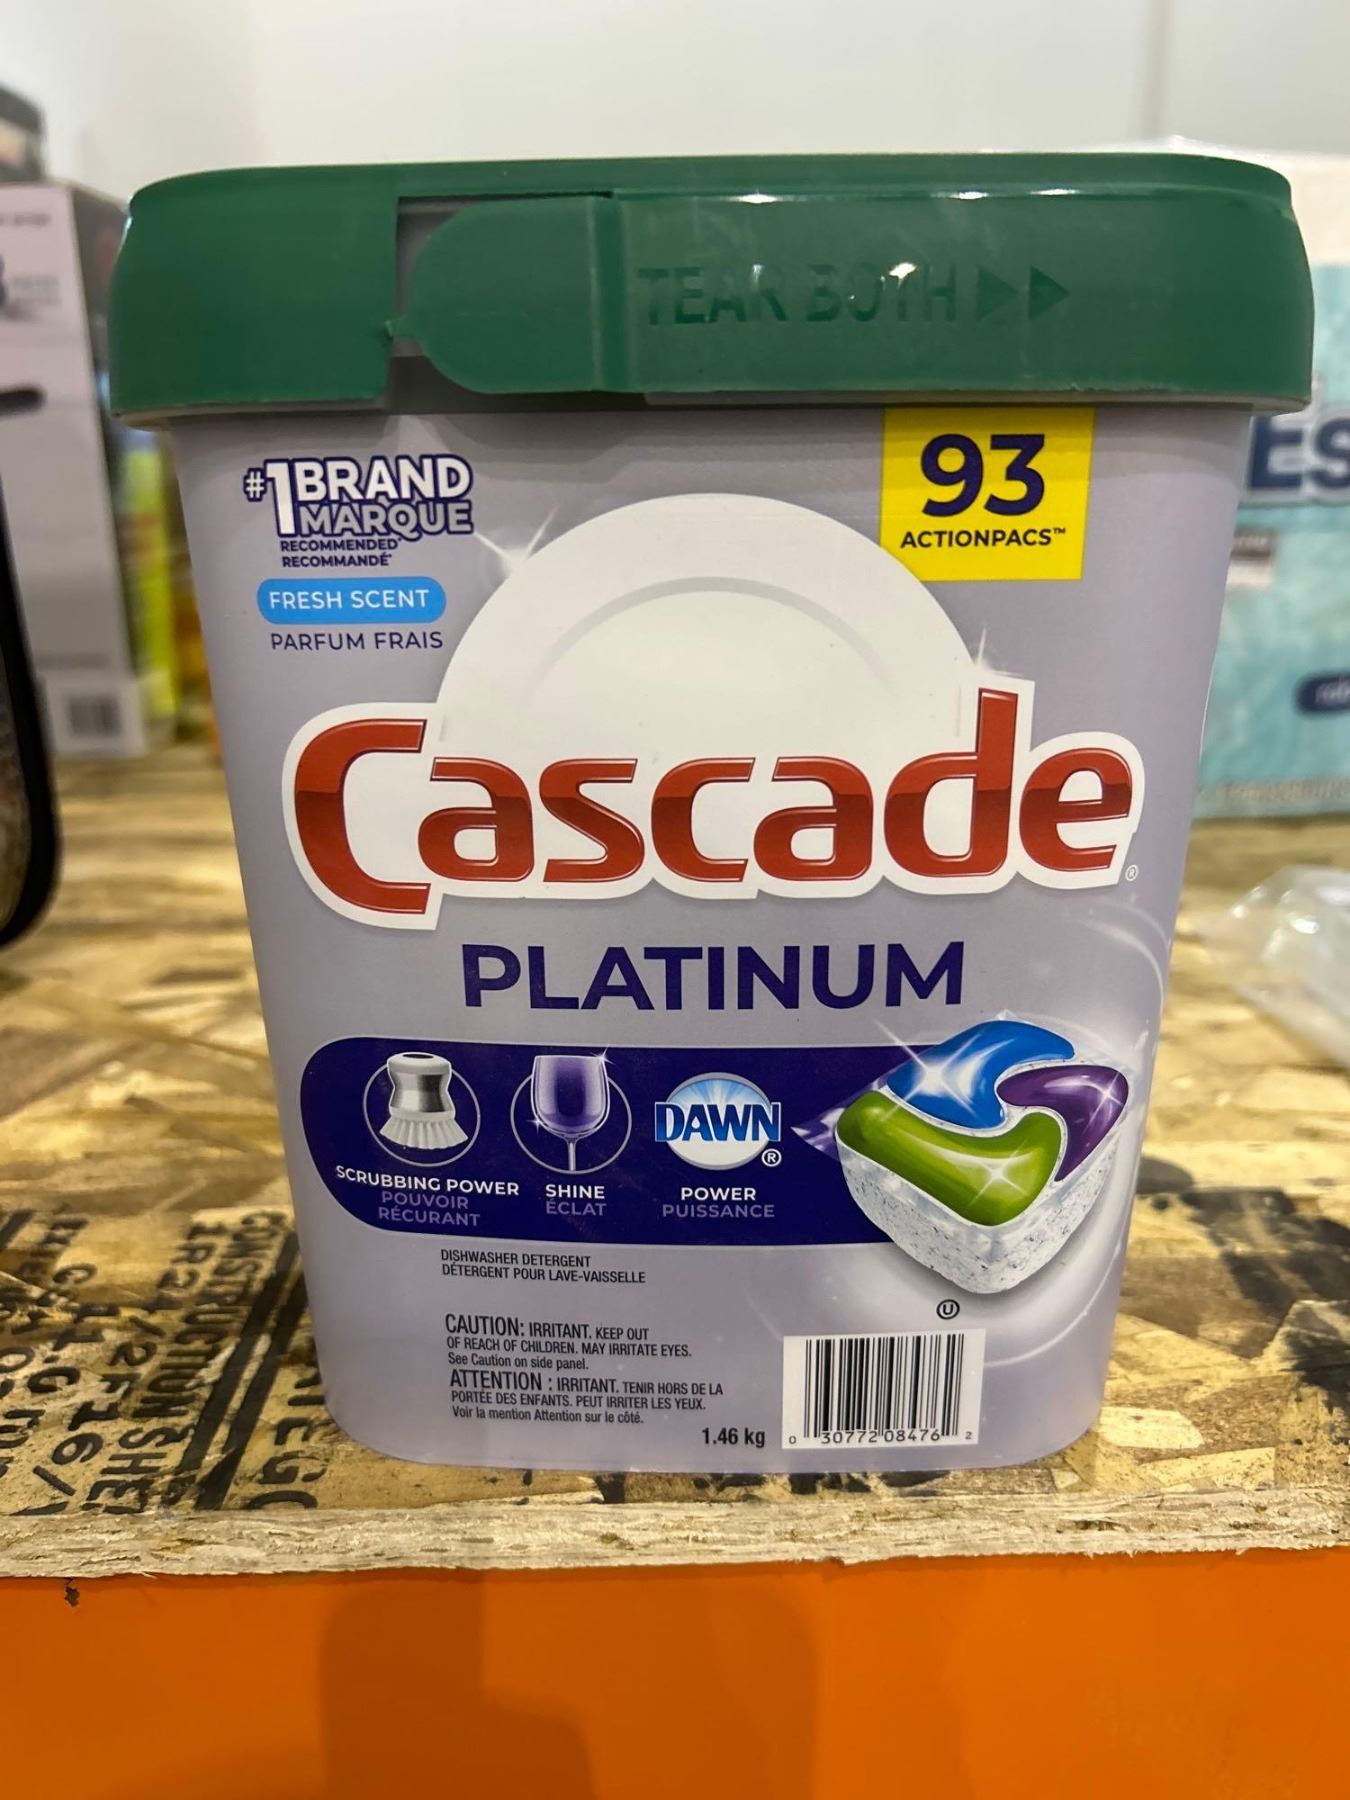 TEAR BOTH
#1 BRAND
MARQUE
RECOMMENDED*
RECOMMANDÉ*
FRESH SCENT
PARFUM FRAIS
93
ACTIONPACS™
Cascade®
PLATINUM
SCRUBBING POWER
POUVOIR
RÉCURANT
SHINE
ÉCLAT
DAWN®
POWER
PUISSANCE
DISHWASHER DETERGENT
DÉTERGENT POUR LAVE-VAISSELLE
U
CAUTION: IRRITANT. KEEP OUT
OF REACH OF CHILDREN. MAY IRRITATE EYES.
See Caution on side panel.
ATTENTION : IRRITANT. TENIR HORS DE LA
PORTÉE DES ENFANTS. PEUT IRRITER LES YEUX.
Voir la mention Attention sur le côté.
1.46 kg
0 30772 08476 2
ES